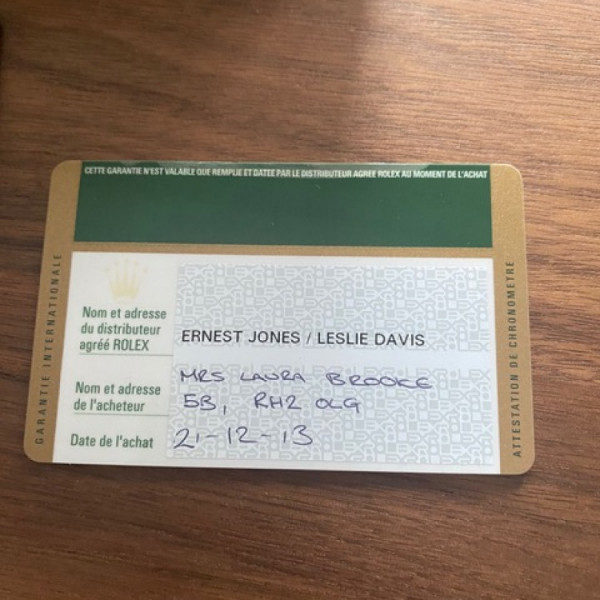 CETTE GARANTIE N'EST VALABLE QUE REMPLIE ET DATEE PAR LE DISTRIBUTEUR AGREE ROLEX AU MOMENT DE L'ACHAT
GARANTIE INTERNATIONALE
Nom et adresse
du distributeur
agréé ROLEX
ERNEST JONES / LESLIE DAVIS
Nom et adresse
de l'acheteur
MRS LAURA BROOKE
5B, RH2 0LG
Date de l'achat
21-12-13
ATTESTATION DE CHRONOMETRE